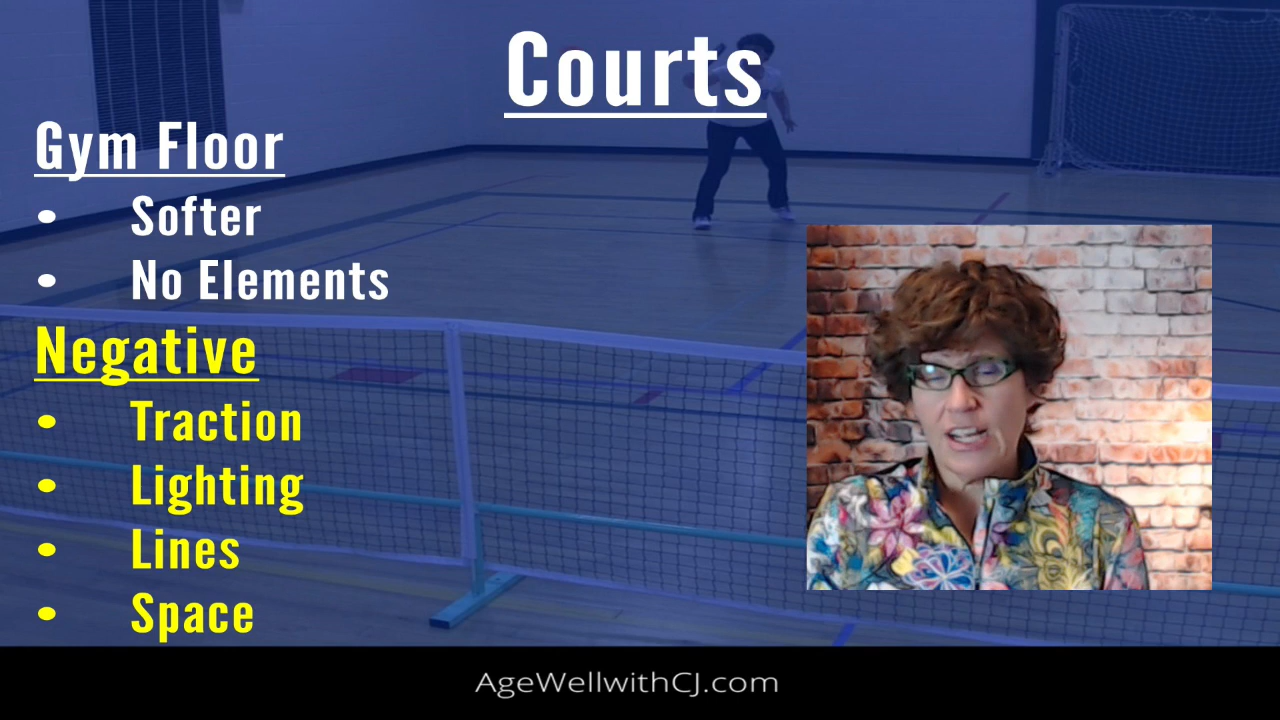 Courts
Gym Floor
• Softer
• No Elements
Negative
• Traction
• Lighting
• Lines
• Space
AgeWellwithCJ.com